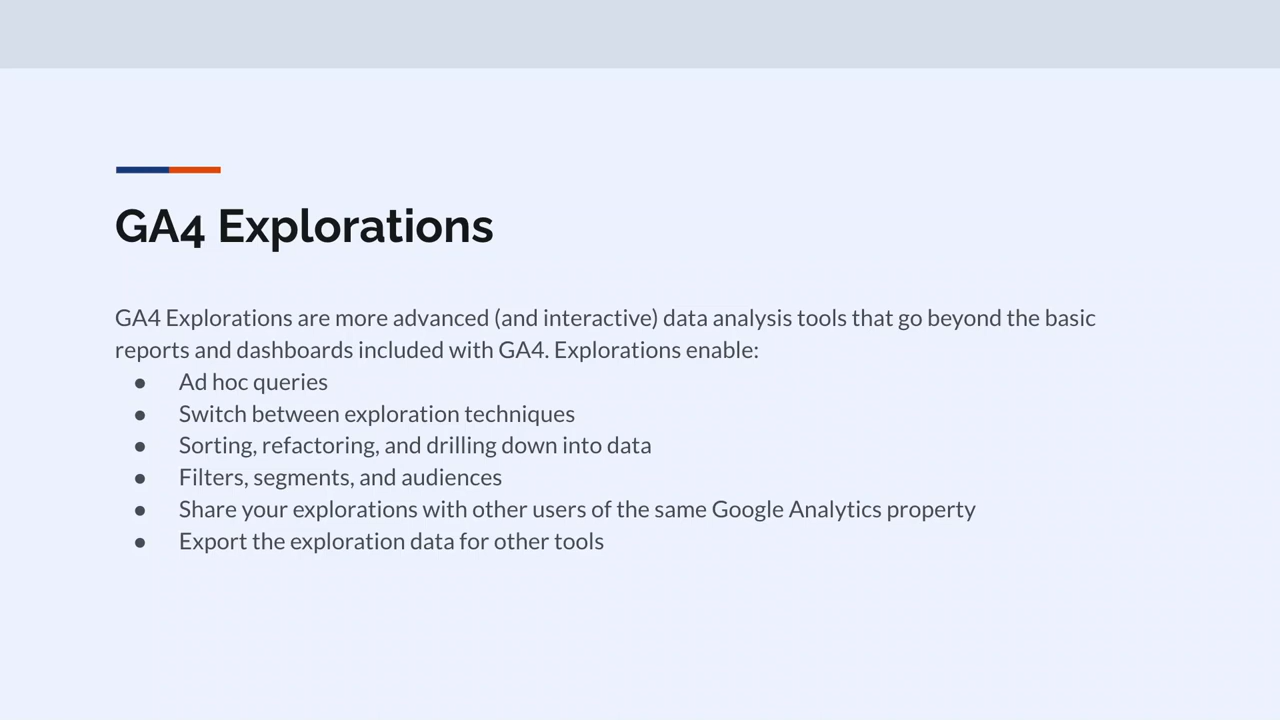 GA4 Explorations
GA4 Explorations are more advanced (and interactive) data analysis tools that go beyond the basic
reports and dashboards included with GA4. Explorations enable:
● Ad hoc queries
● Switch between exploration techniques
● Sorting, refactoring, and drilling down into data
● Filters, segments, and audiences
● Share your explorations with other users of the same Google Analytics property
● Export the exploration data for other tools